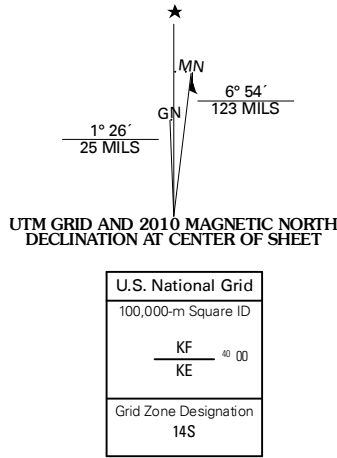 MN
6° 54´
123 MILS
GN
1° 26´
25 MILS
UTM GRID AND 2010 MAGNETIC NORTH
DECLINATION AT CENTER OF SHEET
U.S. National Grid
100,000-m Square ID
KF
40 00
KE
Grid Zone Designation
14S